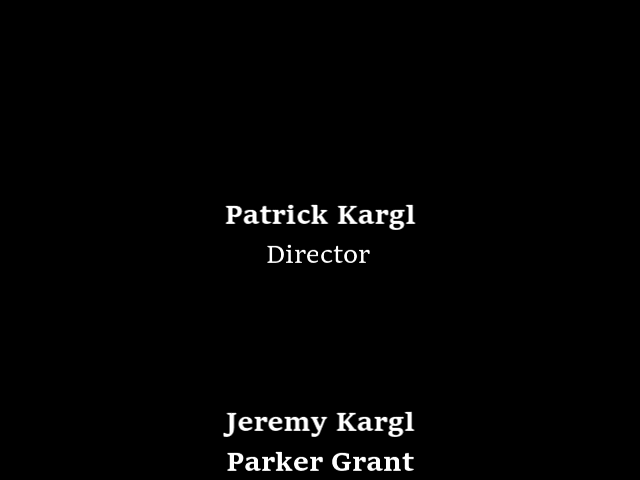 Patrick Kargl
Director
Jeremy Kargl
Parker Grant